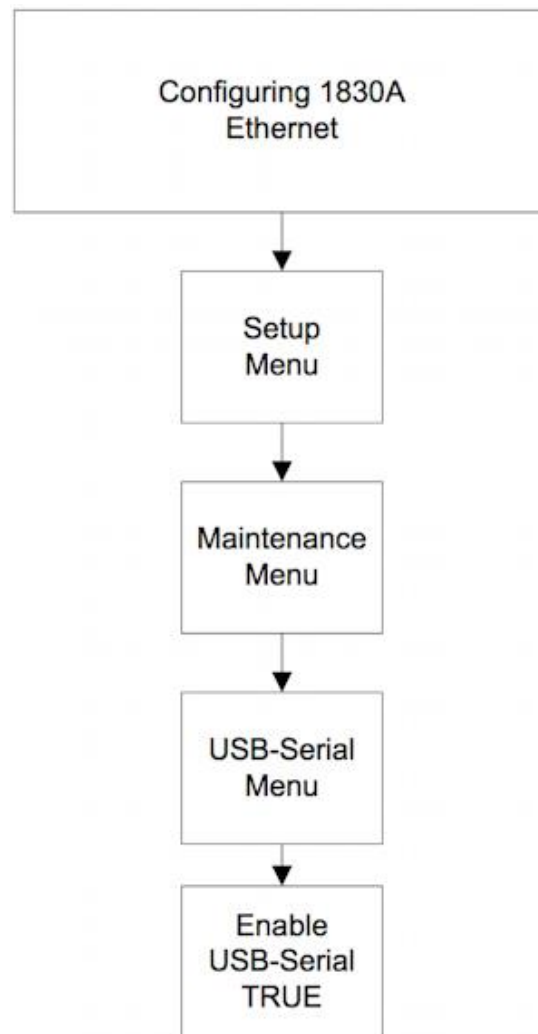 Configuring 1830A
Ethernet
Setup
Menu
Maintenance
Menu
USB-Serial
Menu
Enable
USB-Serial
TRUE